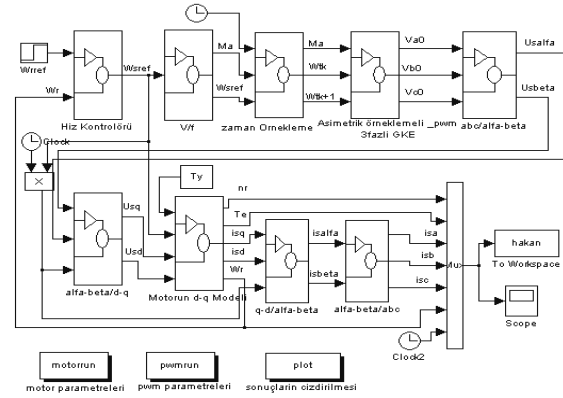 Wrref
Wr
Wsref
Hiz Kontrolörü
Clock
Ma
Wsref
V/f
Ma
Wtk
Wtk+1
zaman Ornekleme
Va0
Vb0
Vc0
Asimetrik örneklemeli _pwm
3fazli GKE
Usalfa
Usbeta
abc/alfa-beta
×
Usq
Usd
alfa-beta/d-q
Ty
nr
Te
isq
isd
Wr
Motorun d-q Modeli
isalfa
isbeta
q-d/alfa-beta
isa
isb
isc
alfa-beta/abc
Mux
hakan
To Workspace
Scope
Clock2
motorrun
motor parametreleri
pwmrun
pwm parametreleri
plot
sonuçlarin cizdirilmesi